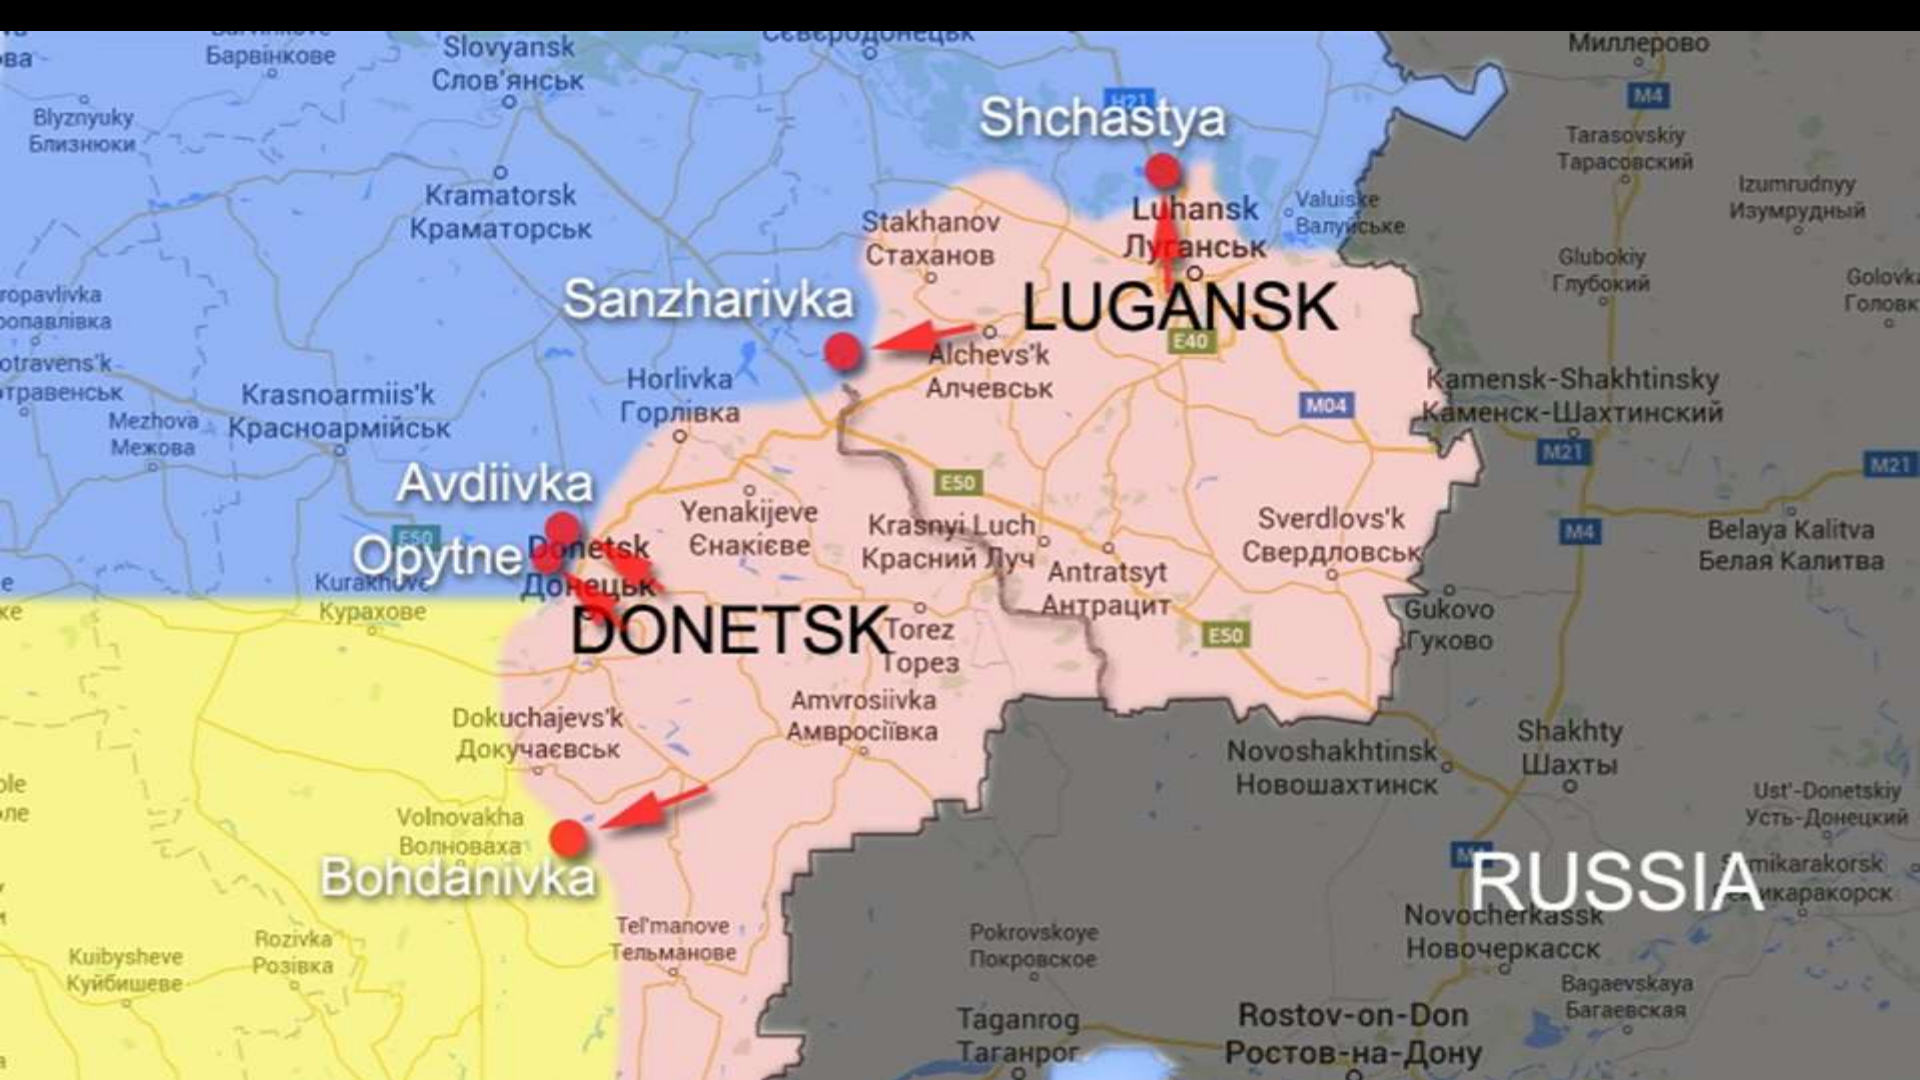 Барвінкове
Slovyansk
Слов'янськ
Миллерово
Blyznyuky
Близнюки
M4
H21
Shchastya
Tarasovskiy
Тарасовский
Kramatorsk
Краматорськ
Stakhanov
Стаханов
Luhansk
Луганськ
Valuiske
Валуйське
Izumrudnyy
Изумрудный
Glubokiy
Глубокий
Sanzharivka
LUGANSK
E40
Alchevs'k
Алчевськ
Horlivka
Горлівка
M04
Kamensk-Shakhtinsky
Каменск-Шахтинский
Krasnoarmiis'k
Красноармійськ
Mezhova
Межова
M21
M21
Avdiivka
E50
E50
Opytne
Donetsk
Донецьк
Yenakijeve
Єнакієве
Krasnyi Luch
Красний Луч
Sverdlovs'k
Свердловськ
M4
Belaya Kalitva
Белая Калитва
Kurakhove
Курахове
Antratsyt
Антрацит
Gukovo
Гуково
DONETSK
Torez
Торез
E50
Dokuchajevs'k
Докучаєвськ
Amvrosiivka
Амвросіївка
Novoshakhtinsk
Новошахтинск
Shakhty
Шахты
Ust'-Donetskiy
Усть-Донецкий
Volnovakha
Волноваха
Bohdanivka
RUSSIA
Novocherkassk
Новочеркасск
Tel'manove
Тельманове
Rozivka
Розівка
Kuibysheve
Куйбишеве
Pokrovskoye
Покровское
Bagaevskaya
Багаевская
Taganrog
Таганрог
Rostov-on-Don
Ростов-на-Дону